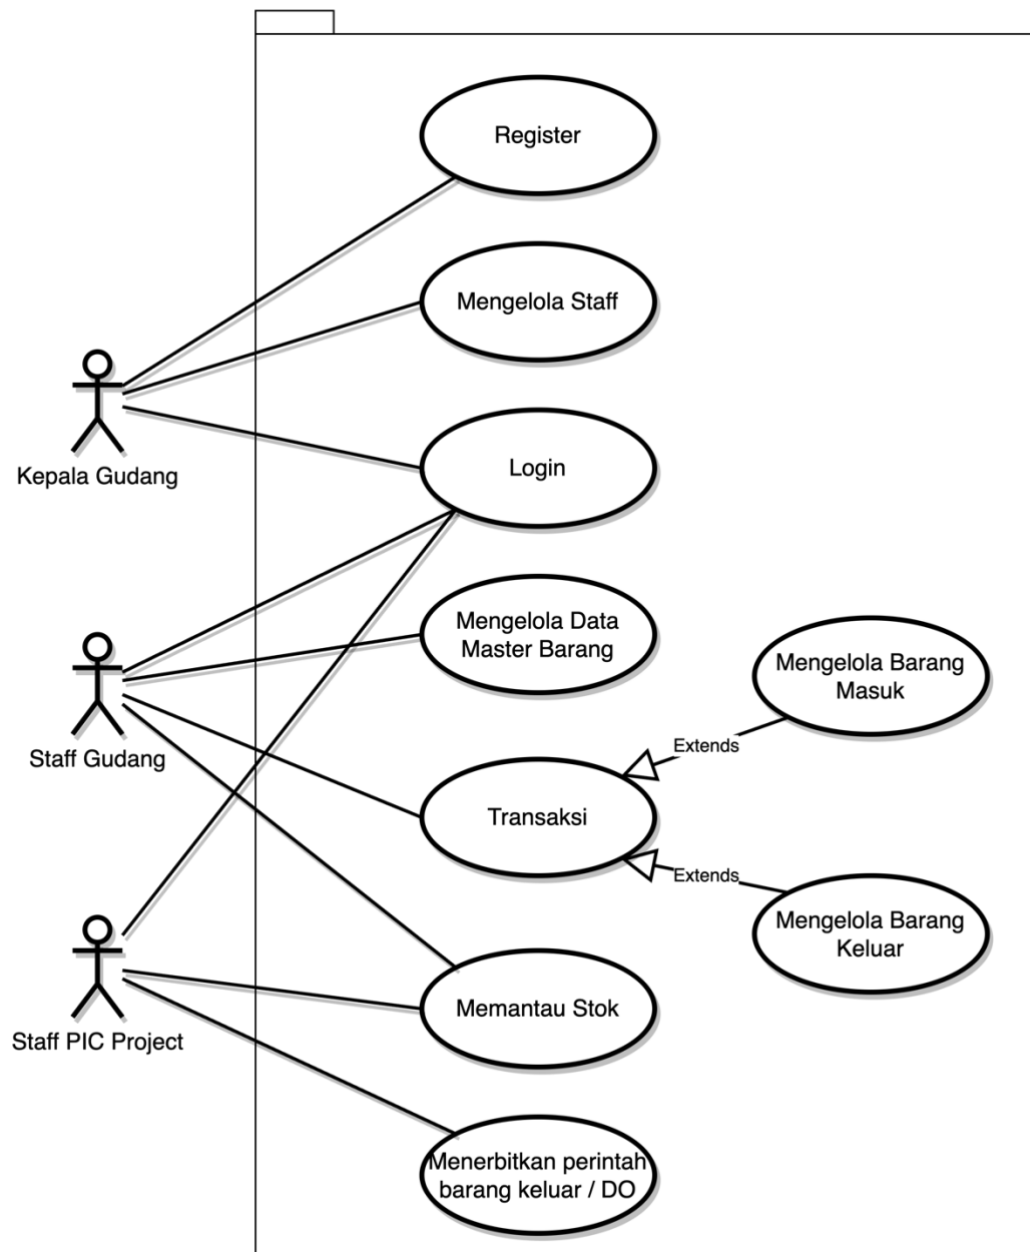 Register
Mengelola Staff
Kepala Gudang
Login
Mengelola Data
Master Barang
Staff Gudang
Mengelola Barang
Masuk
Extends
Transaksi
Extends
Mengelola Barang
Keluar
Memantau Stok
Staff PIC Project
Menerbitkan perintah
barang keluar / DO